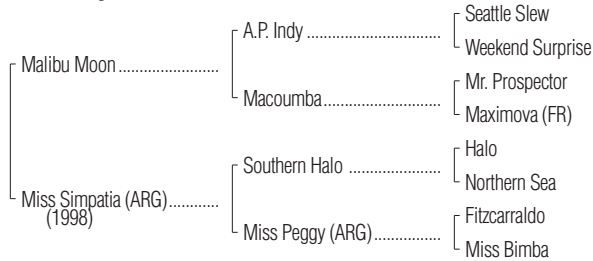 Seattle Slew
A.P. Indy ..............................
Weekend Surprise
Malibu Moon ......................
Mr. Prospector
Macoumba..........................
Maximova (FR)
Halo
Southern Halo ....................
Northern Sea
Miss Simpatia (ARG)...........
(1998)
Fitzcarraldo
Miss Peggy (ARG)...............
Miss Bimba